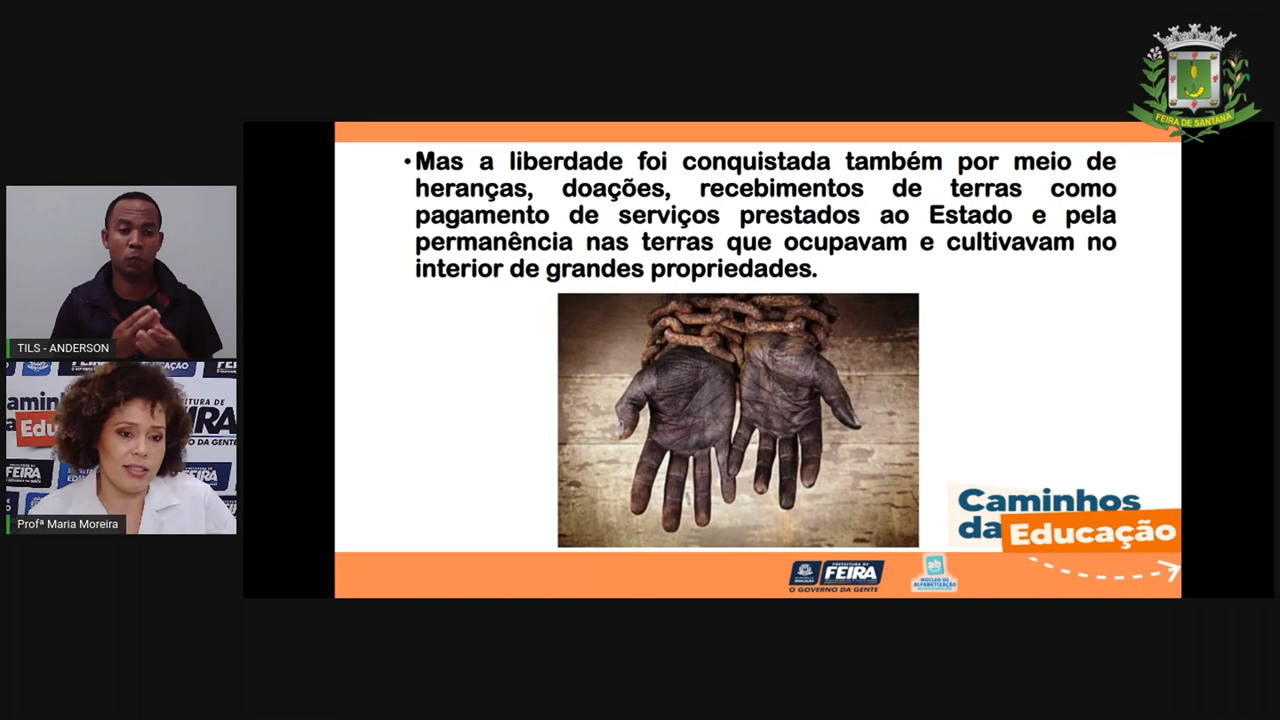 FEIRA DE SANTANA
• Mas a liberdade foi conquistada também por meio de
heranças, doações, recebimentos de terras como
pagamento de serviços prestados ao Estado e pela
permanência nas terras que ocupavam e cultivavam no
interior de grandes propriedades.
TILS - ANDERSON
Profª Maria Moreira
Caminhos
da Educação
PREFEITURA DE
FEIRA
O GOVERNO DA GENTE
NÚCLEO DE
ALFABETIZAÇÃO